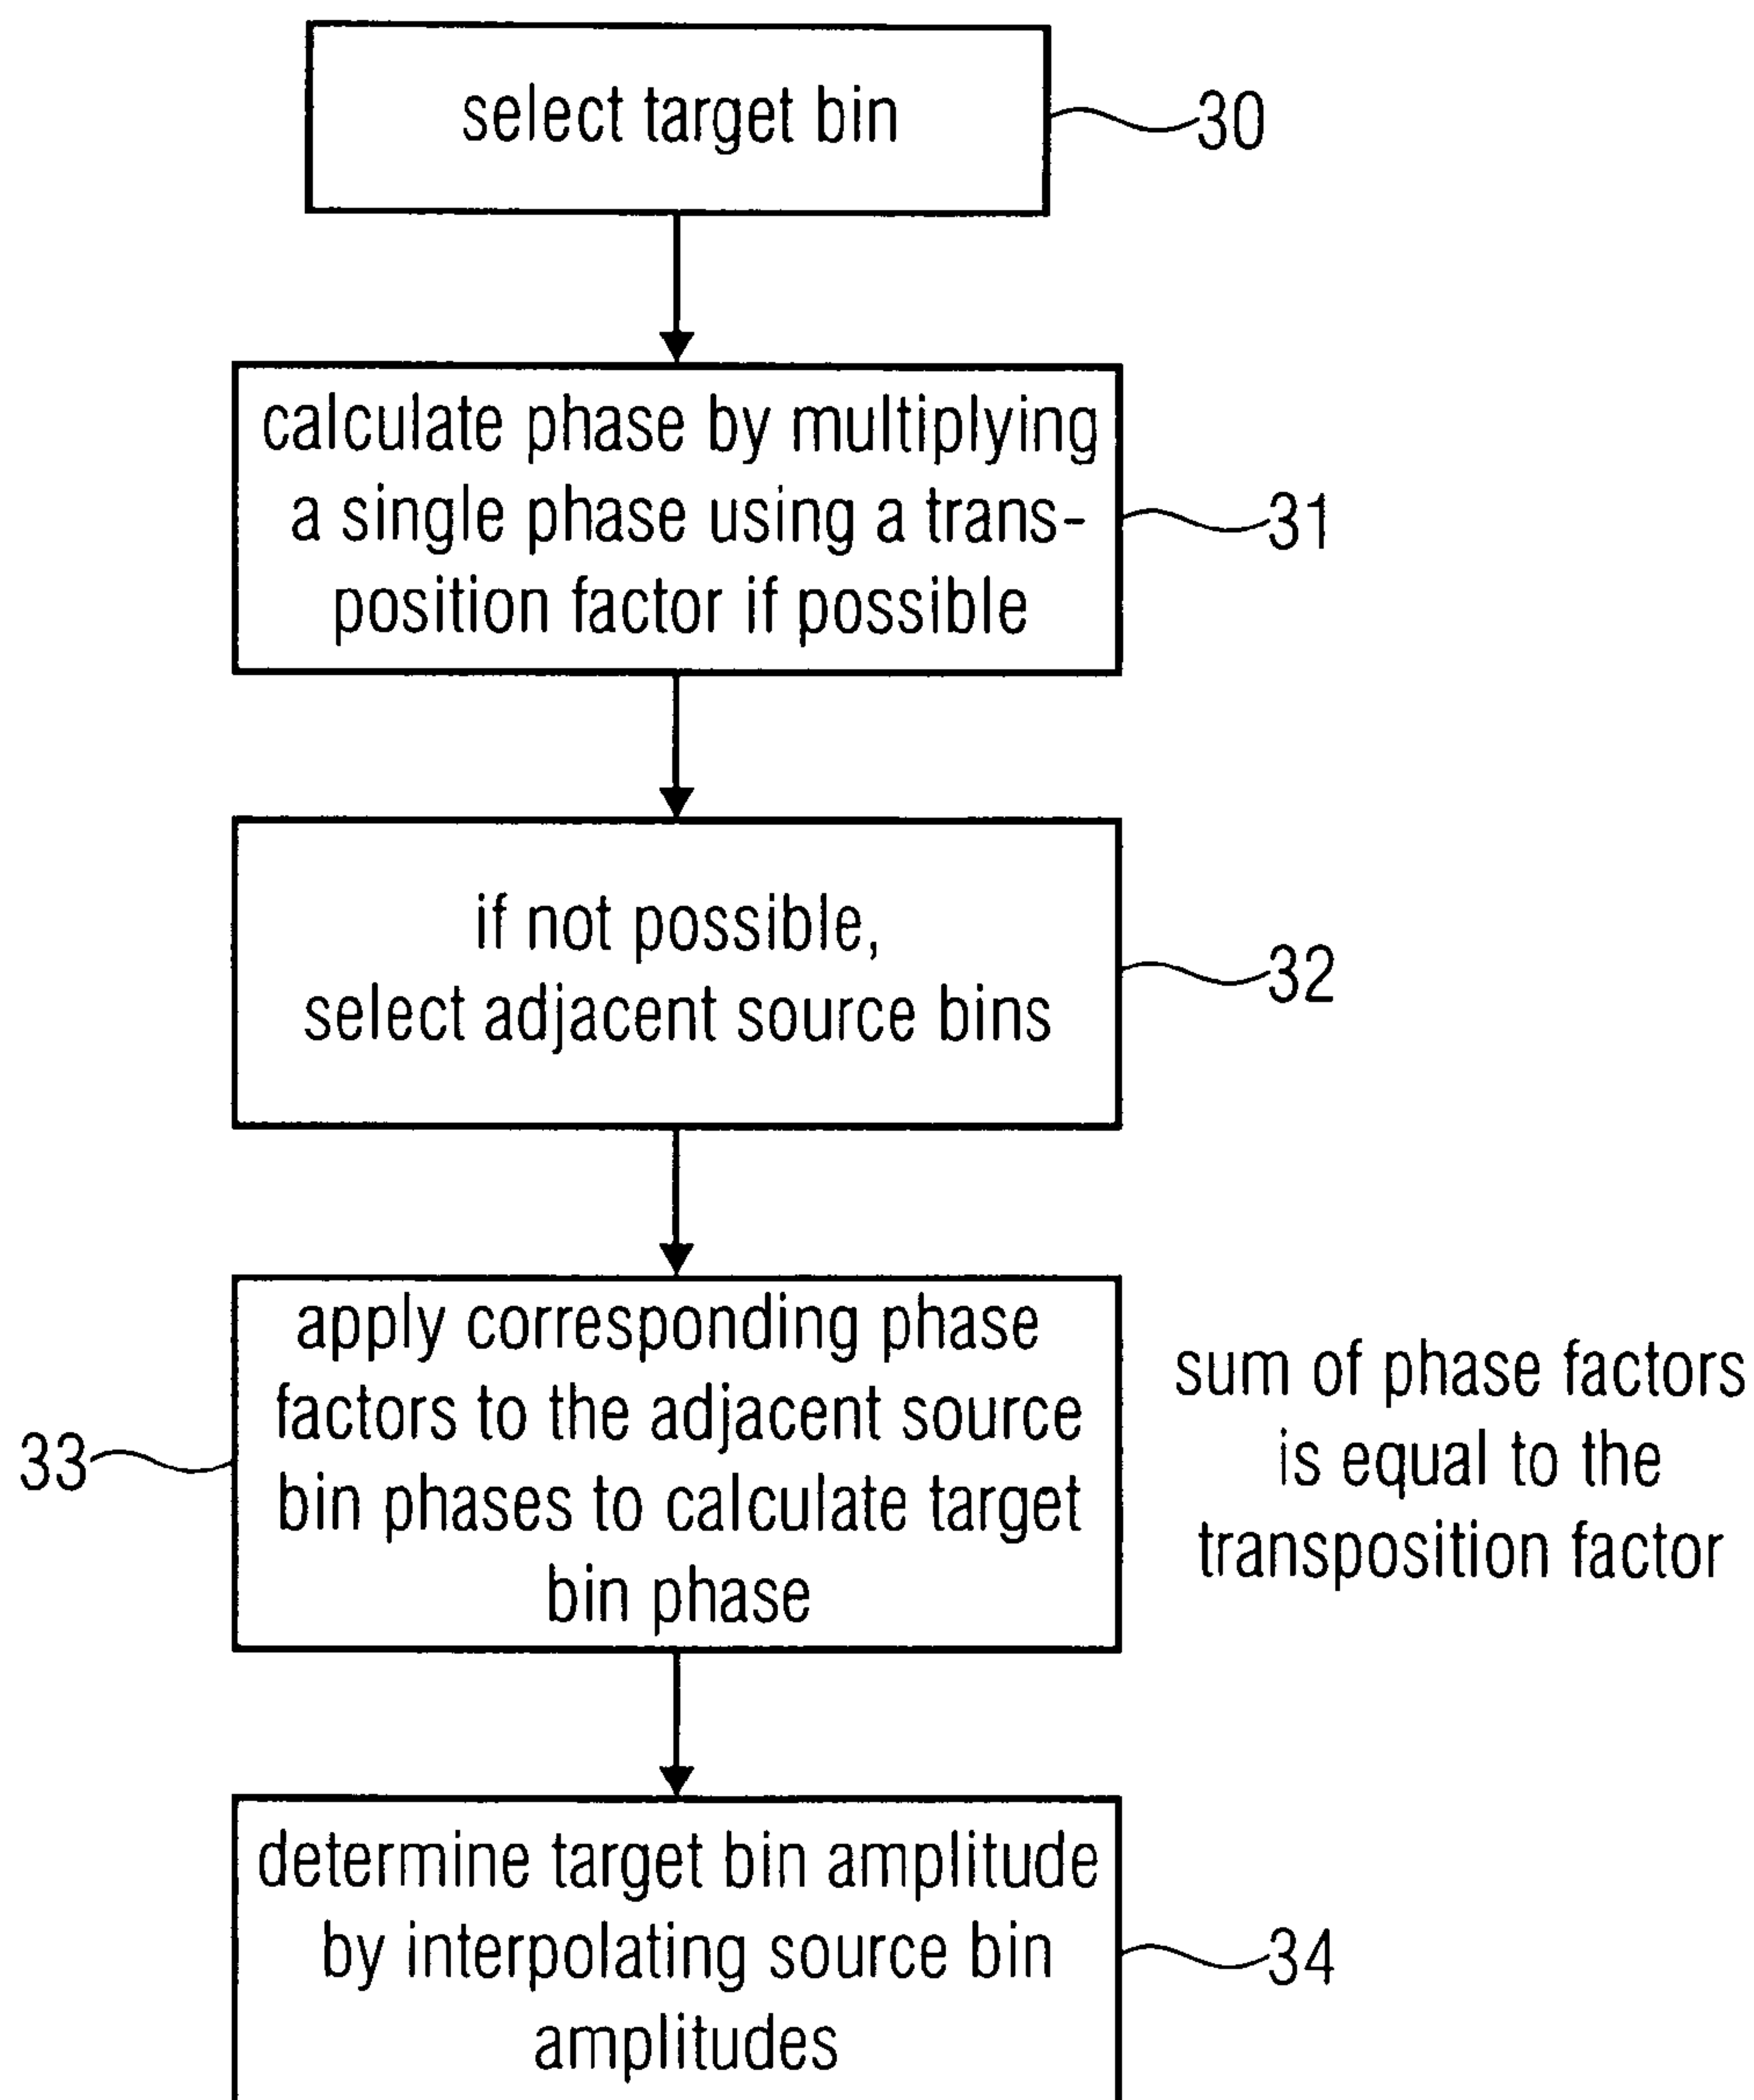 select target bin
30
calculate phase by multiplying
a single phase using a trans-
position factor if possible
31
if not possible,
select adjacent source bins
32
apply corresponding phase
factors to the adjacent source
bin phases to calculate target
bin phase
33
sum of phase factors
is equal to the
transposition factor
determine target bin amplitude
by interpolating source bin
amplitudes
34